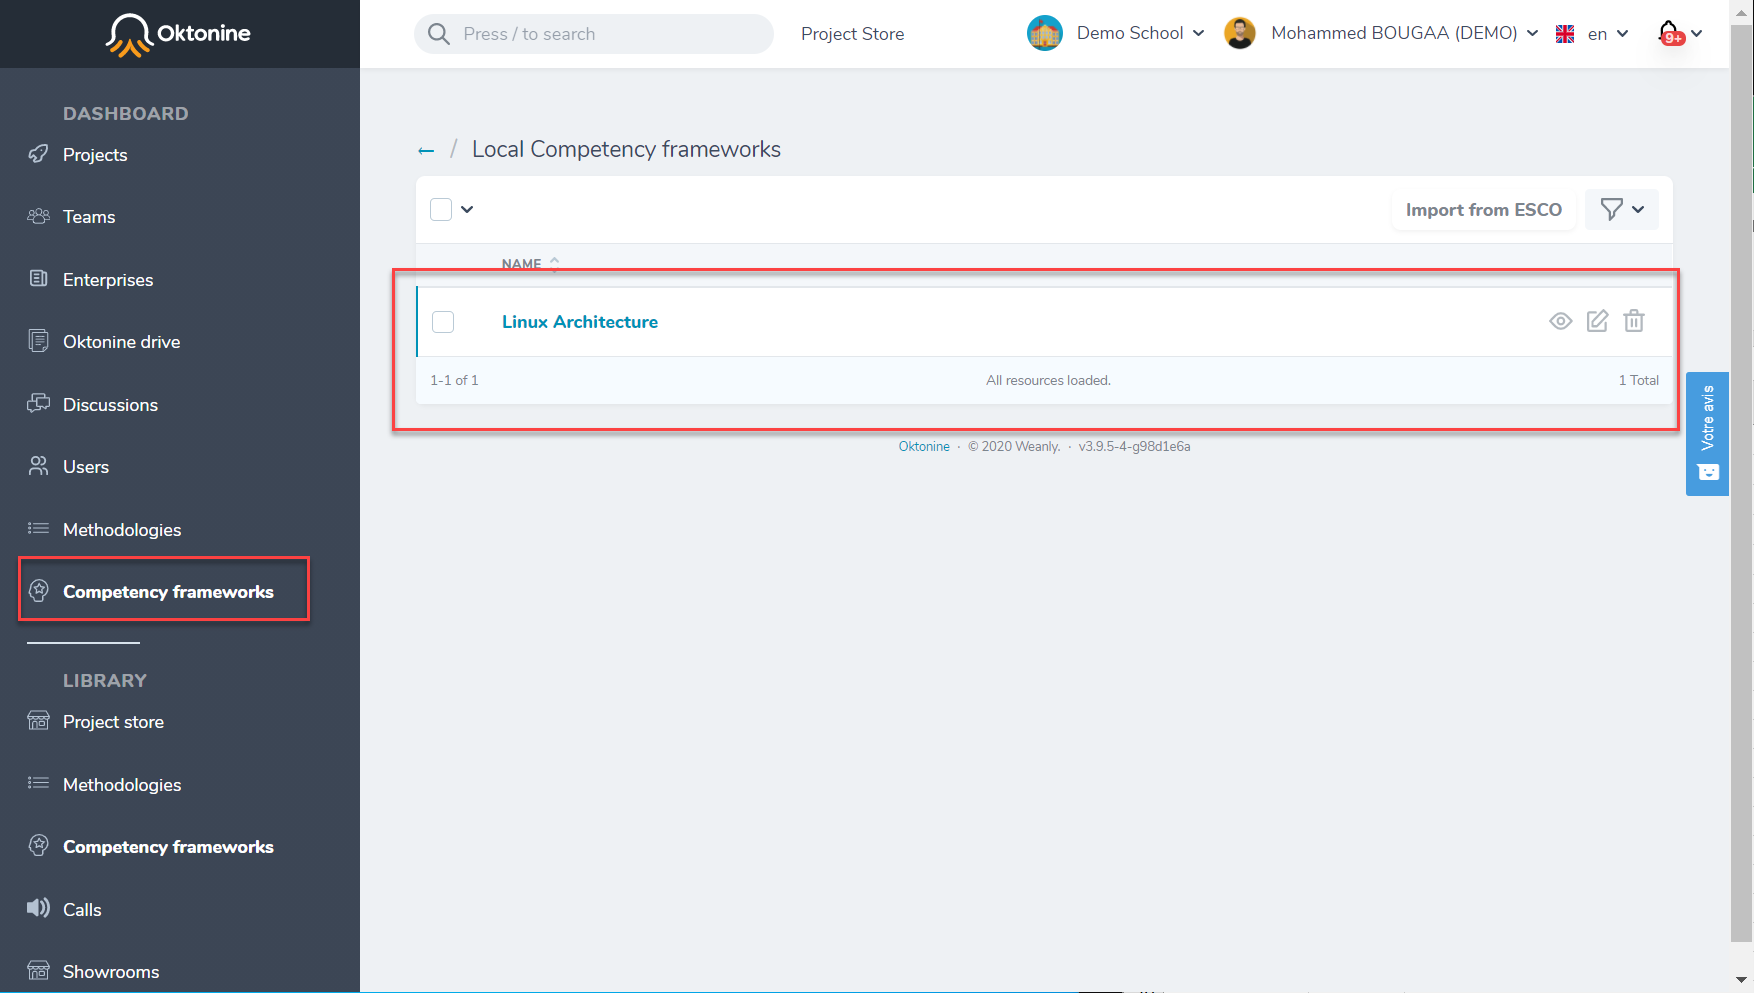 Oktonine
Press / to search
Project Store
Demo School
Mohammed BOUGAA (DEMO)
en
9+
DASHBOARD
Projects
Teams
Enterprises
Oktonine drive
Discussions
Users
Methodologies
Competency frameworks
LIBRARY
Project store
Methodologies
Competency frameworks
Calls
Showrooms
← / Local Competency frameworks
Import from ESCO
NAME
Linux Architecture
1-1 of 1
All resources loaded.
1 Total
Oktonine · © 2020 Weanly. · v3.9.5-4-g98d1e6a
Votre avis